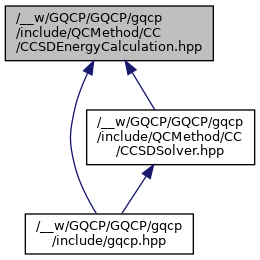 /__w/GQCP/GQCP/gqcp
/include/QCMethod/CC
/CCSDEnergyCalculation.hpp
/__w/GQCP/GQCP/gqcp
/include/QCMethod/CC
/CCSDSolver.hpp
/__w/GQCP/GQCP/gqcp
/include/gqcp.hpp